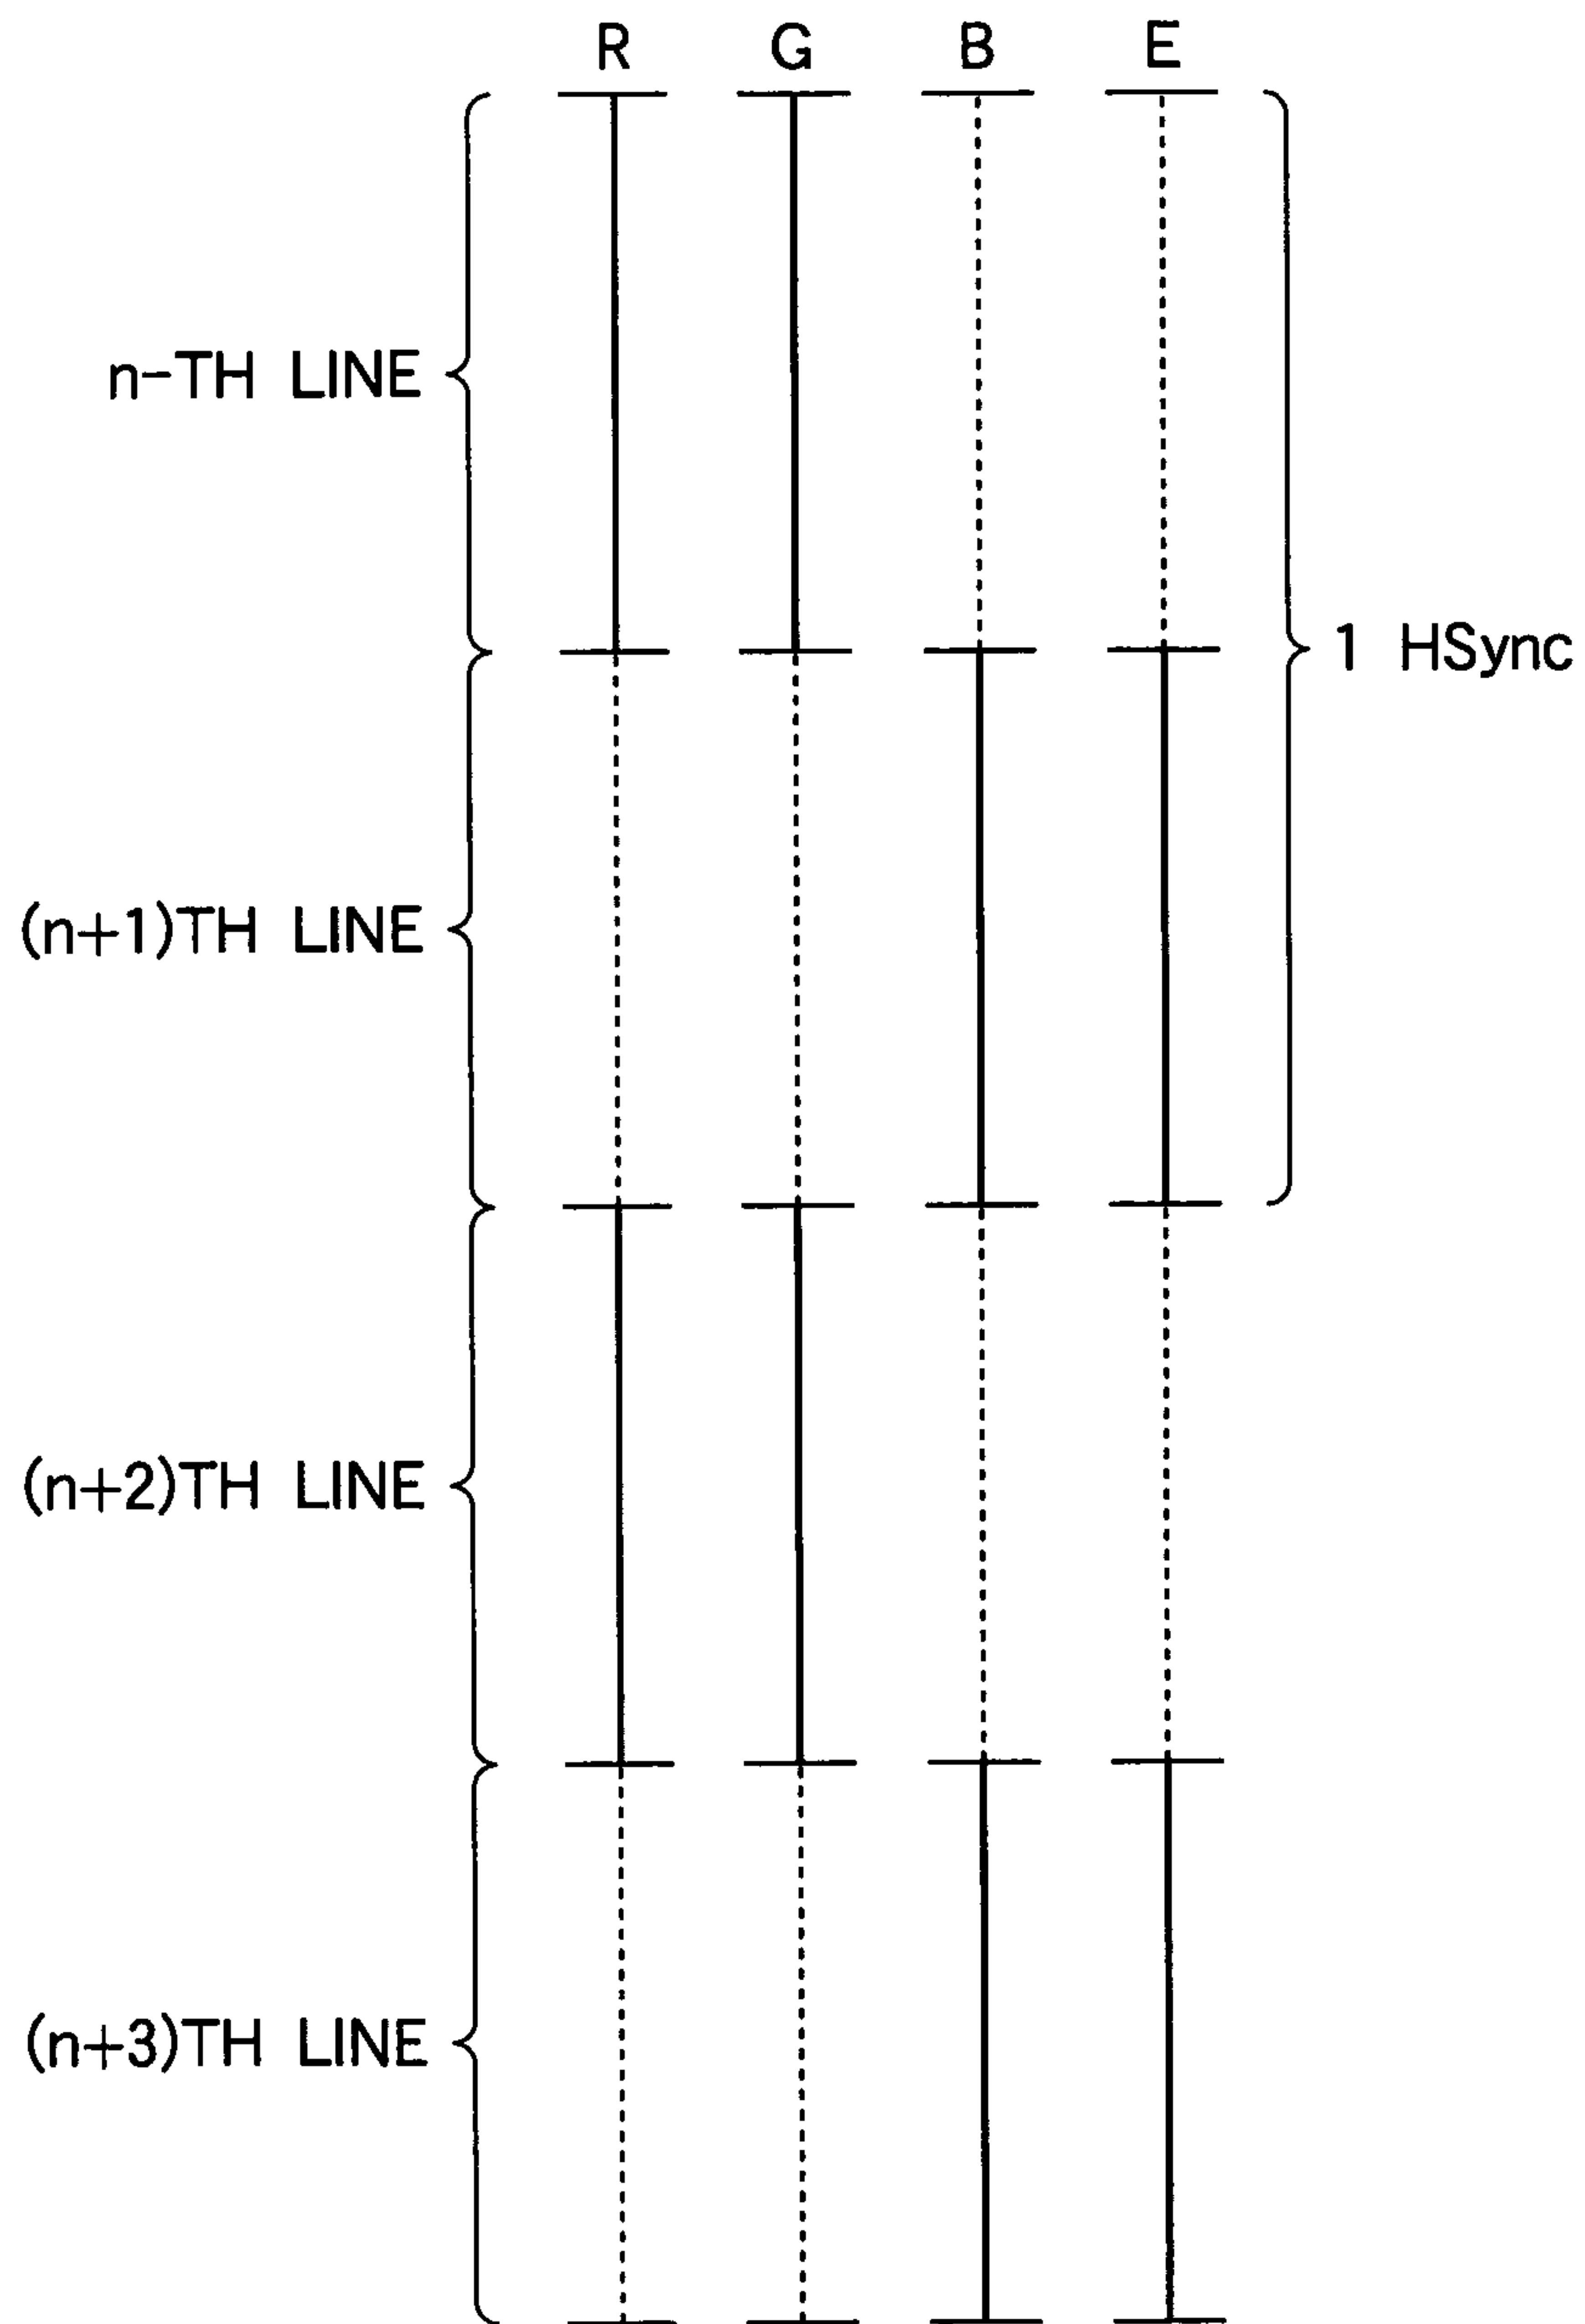 R G B E
n-TH LINE
1 HSync
(n+1)TH LINE
(n+2)TH LINE
(n+3)TH LINE